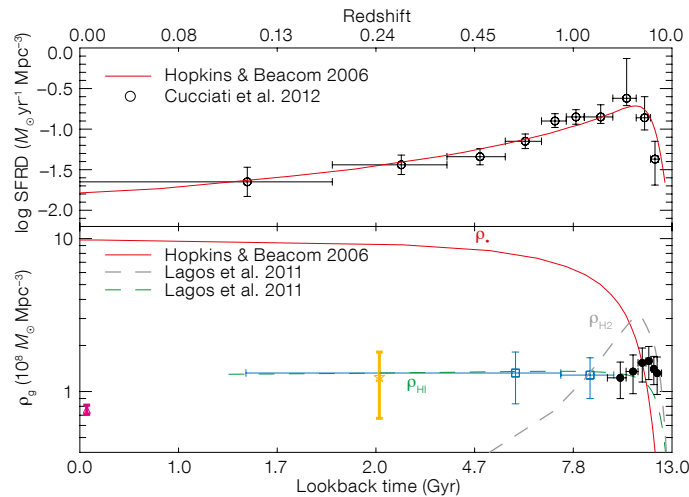 Redshift
0.00 0.08 0.13 0.24 0.45 1.00 10.0
0.0
−0.5
−1.0
−1.5
−2.0
log SFRD (M⊙ yr⁻¹ Mpc⁻³)
Hopkins & Beacom 2006
Cucciati et al. 2012
10
1
ρg (10⁸ M⊙ Mpc⁻³)
ρ*
Hopkins & Beacom 2006
Lagos et al. 2011
Lagos et al. 2011
ρH2
ρHI
0.00 1.0 1.7 2.0 4.7 7.8 13.0
Lookback time (Gyr)